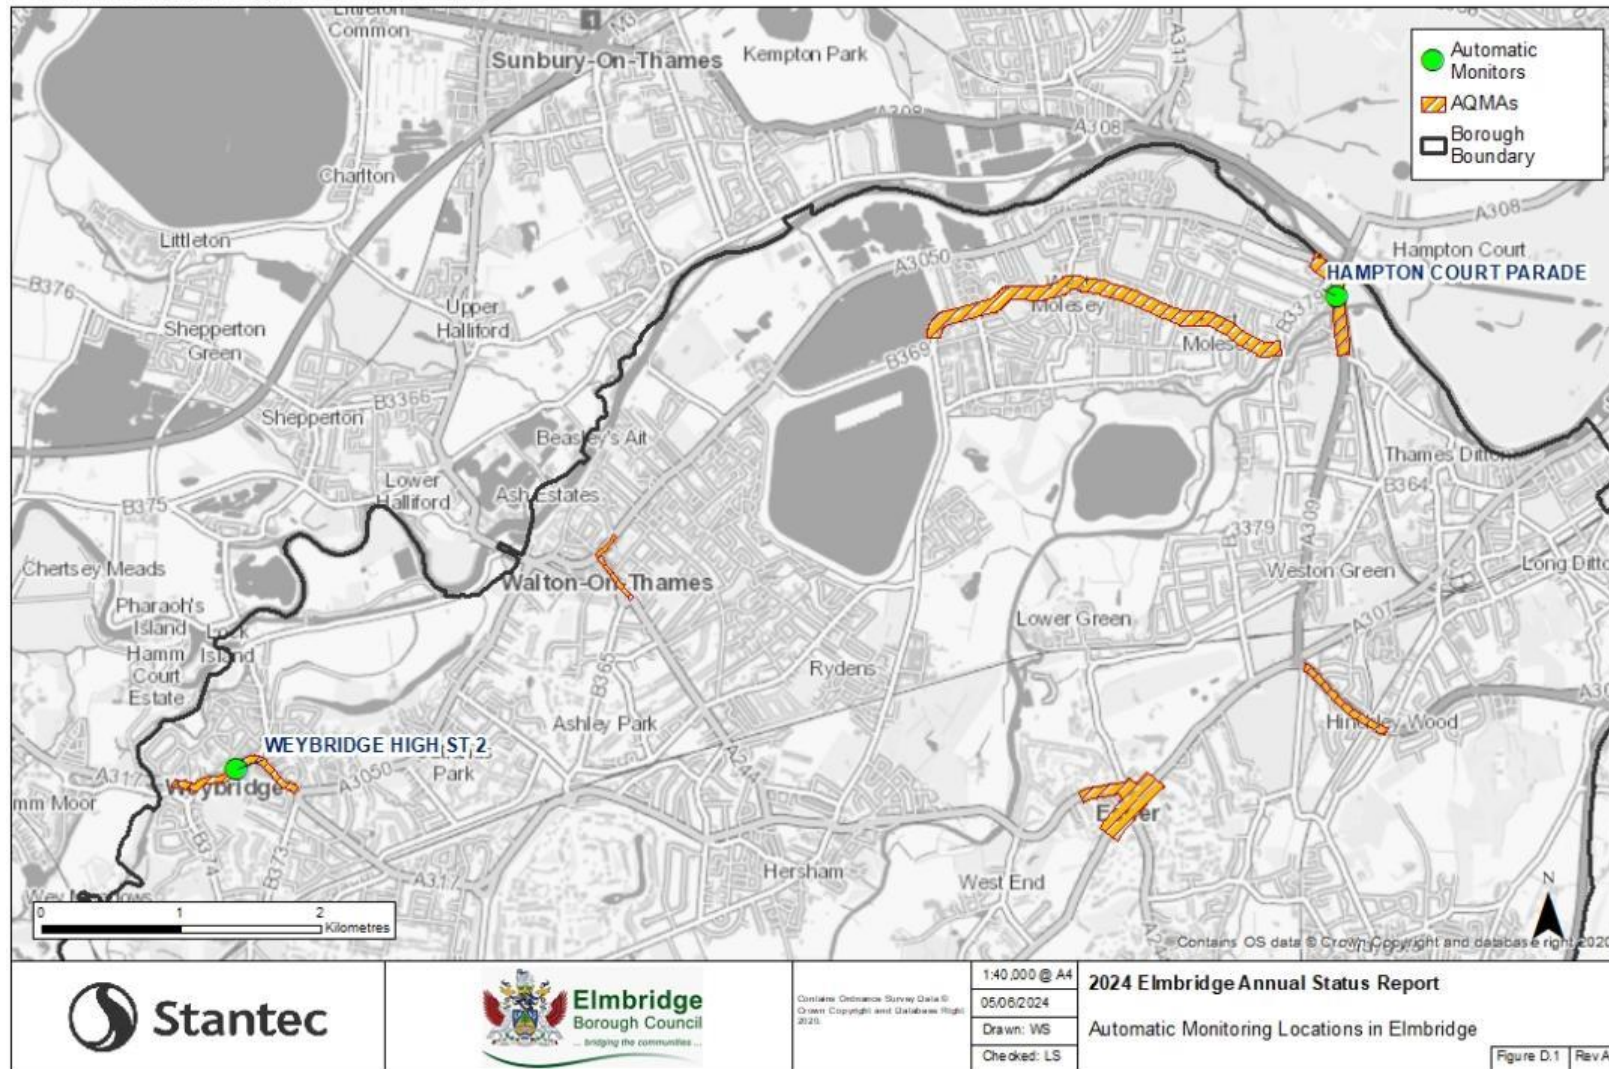 Common
1
M3
Sunbury-On-Thames
Kempton Park
A311
A308
A308
Automatic
Monitors
AQMAs
Borough
Boundary
Charlton
Littleton
A308
Hampton Court
HAMPTON COURT PARADE
A3050
B376
Upper
Halliford
Molesey
B3379
Shepperton
Green
B369
Shepperton
B3366
Beasley's Ait
Thames Ditton
Lower
Halliford
Ash Estates
B364
B375
3379
A309
Chertsey Meads
Walton-On-Thames
Weston Green
Long Ditto
Pharaoh's
Island
Lock
Island
Lower Green
A307
Hamm
Court
Estate
B365
Rydens
Ashley Park
Hinchley Wood
WEYBRIDGE HIGH ST 2
Park
A317
A3050
A244
mm Moor
Weybridge
Esher
B374
B373
A317
Hersham
West End
N
0 1 2
Kilometres
Contains OS data © Crown Copyright and database right 2020
Stantec
Elmbridge
Borough Council
... bridging the communities ...
Contains Ordnance Survey Data ©
Crown Copyright and Database Right
2020.
1:40,000 @ A4
05/06/2024
Drawn: WS
Checked: LS
2024 Elmbridge Annual Status Report
Automatic Monitoring Locations in Elmbridge
Figure D.1
Rev A